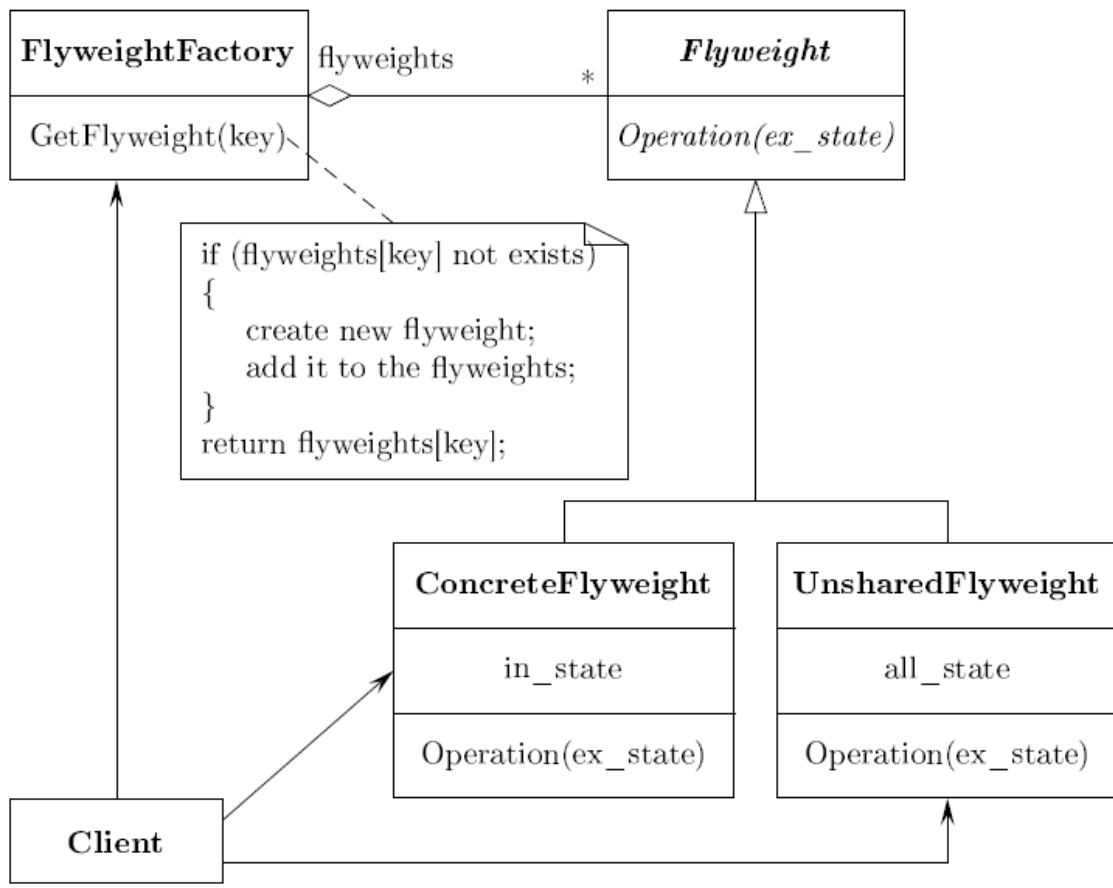 FlyweightFactory
flyweights
*
Flyweight
GetFlyweight(key)
Operation(ex_state)
if (flyweights[key] not exists)
{
create new flyweight;
add it to the flyweights;
}
return flyweights[key];
ConcreteFlyweight
UnsharedFlyweight
in_state
all_state
Operation(ex_state)
Operation(ex_state)
Client